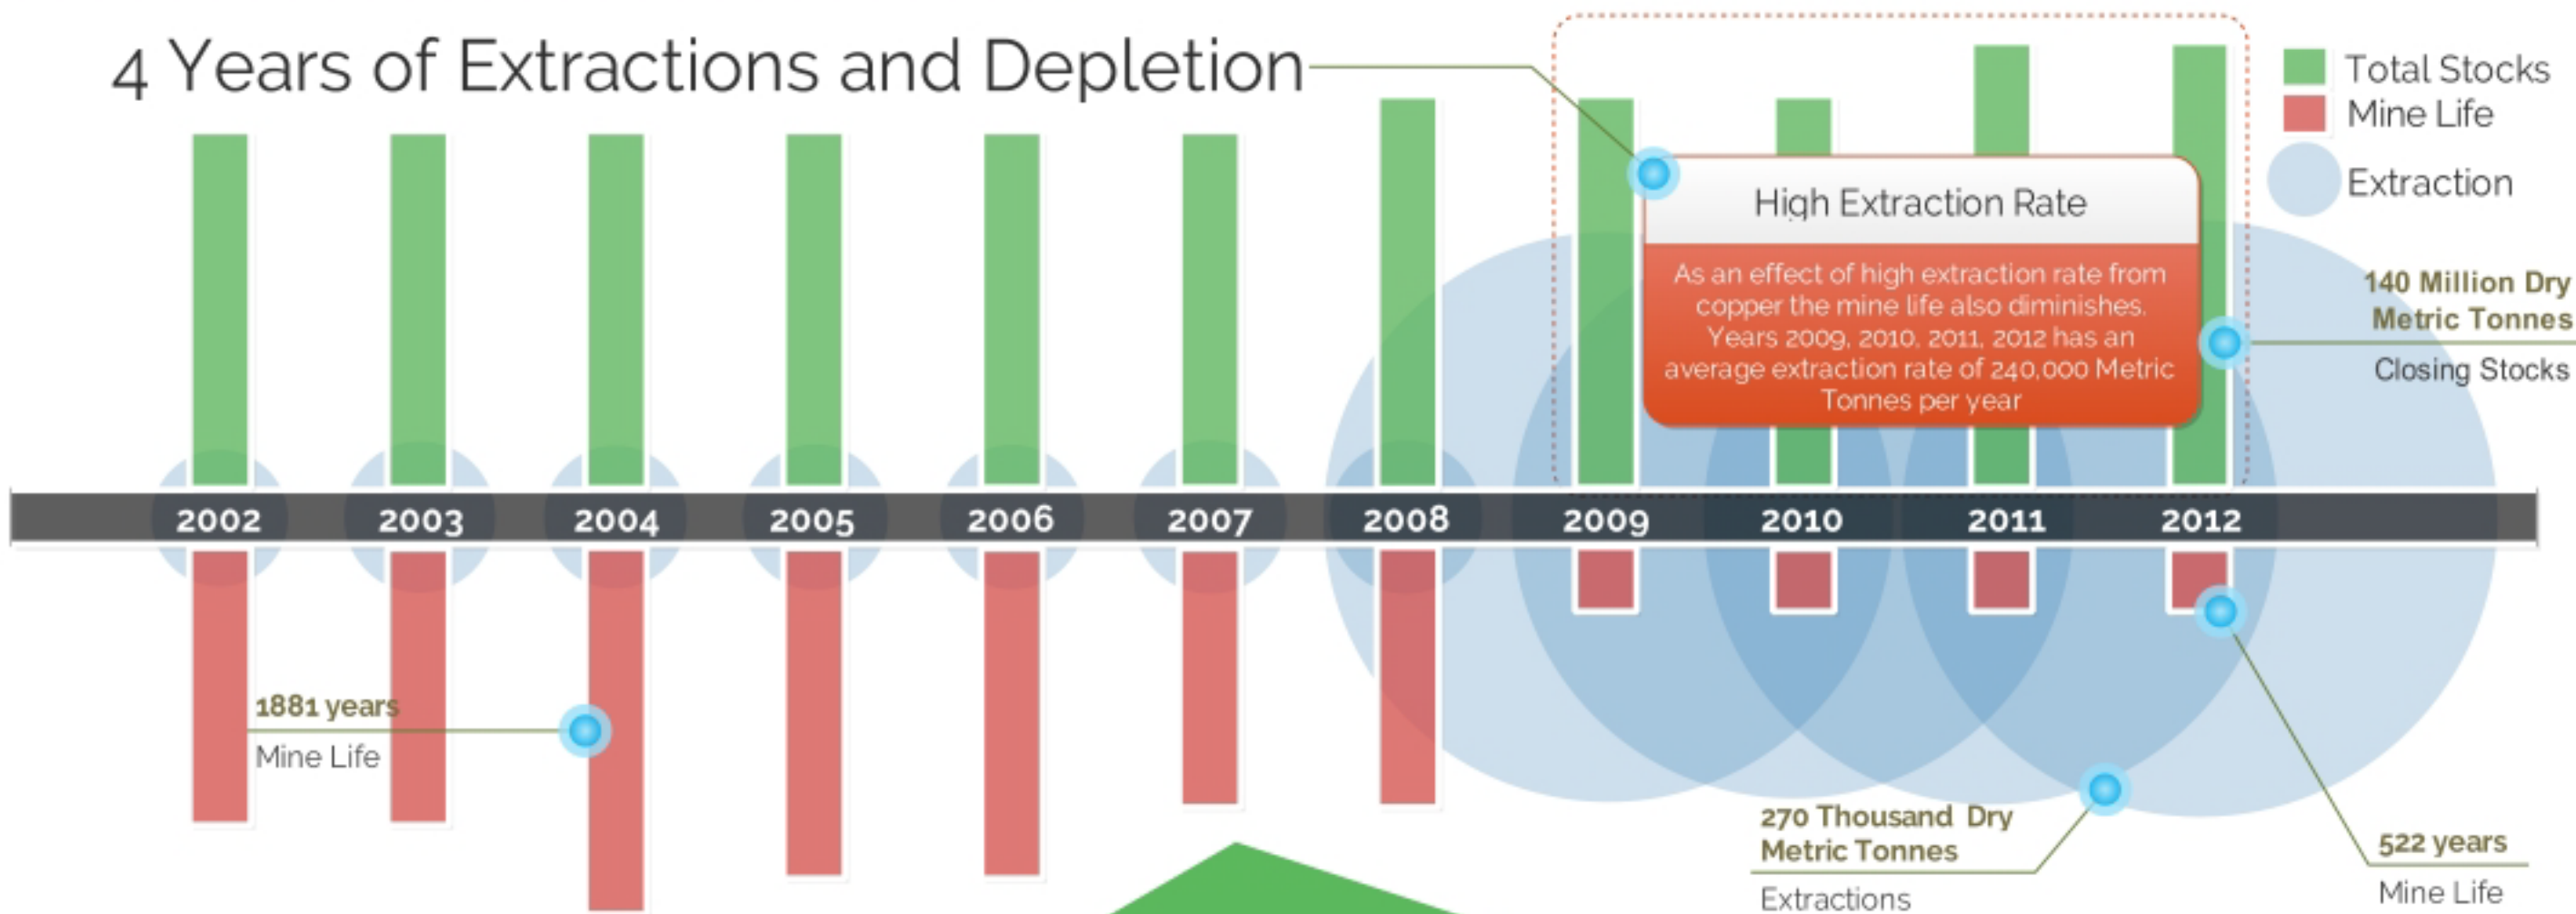 4 Years of Extractions and Depletion
Total Stocks
Mine Life
Extraction
High Extraction Rate
As an effect of high extraction rate from
copper the mine life also diminishes.
Years 2009, 2010, 2011, 2012 has an
average extraction rate of 240,000 Metric
Tonnes per year
140 Million Dry
Metric Tonnes
Closing Stocks
2002 2003 2004 2005 2006 2007 2008 2009 2010 2011 2012
1881 years
Mine Life
270 Thousand Dry
Metric Tonnes
Extractions
522 years
Mine Life